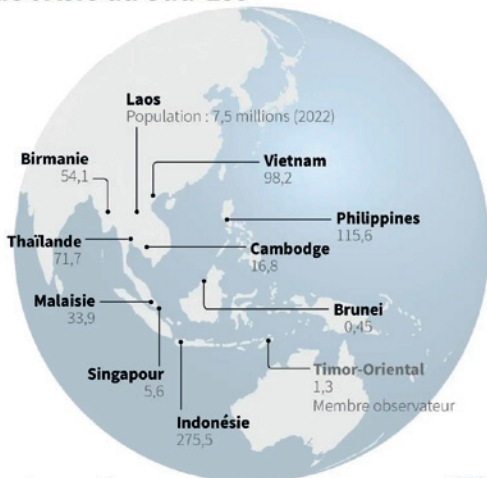 Laos
Population : 7,5 millions (2022)
Birmanie
54,1
Vietnam
98,2
Philippines
115,6
Thaïlande
71,7
Cambodge
16,8
Malaisie
33,9
Brunei
0,45
Singapour
5,6
Timor-Oriental
1,3
Membre observateur
Indonésie
275,5